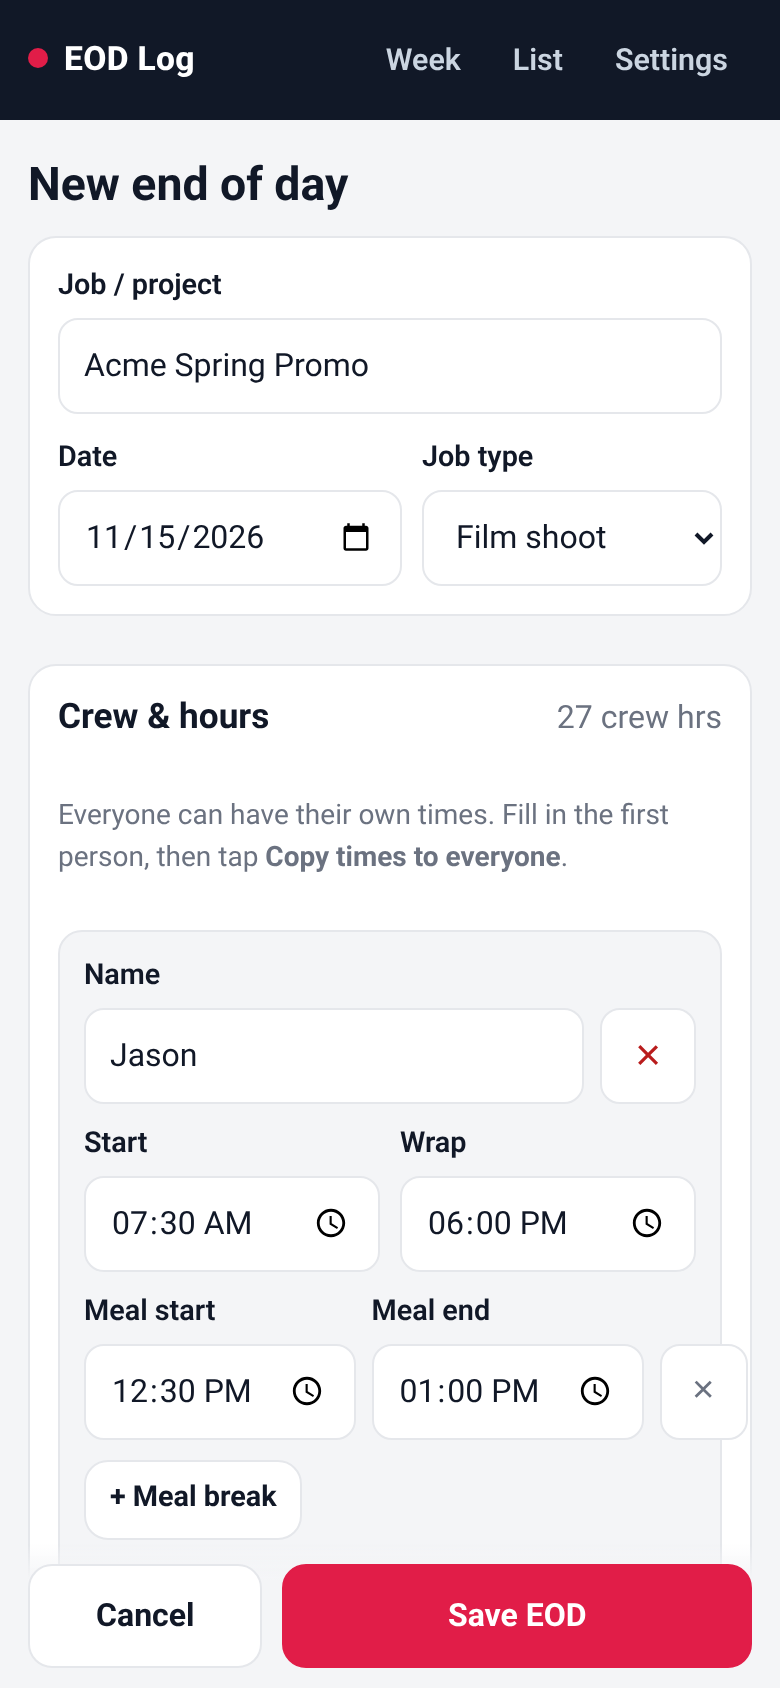 EOD Log
Week
List
Settings
New end of day
Job / project
Acme Spring Promo
Date
Job type
11/15/2026
Film shoot
Crew & hours
27 crew hrs
Everyone can have their own times. Fill in the first
person, then tap Copy times to everyone.
Name
Jason
Start
Wrap
07:30 AM
06:00 PM
Meal start
Meal end
12:30 PM
01:00 PM
+ Meal break
Cancel
Save EOD